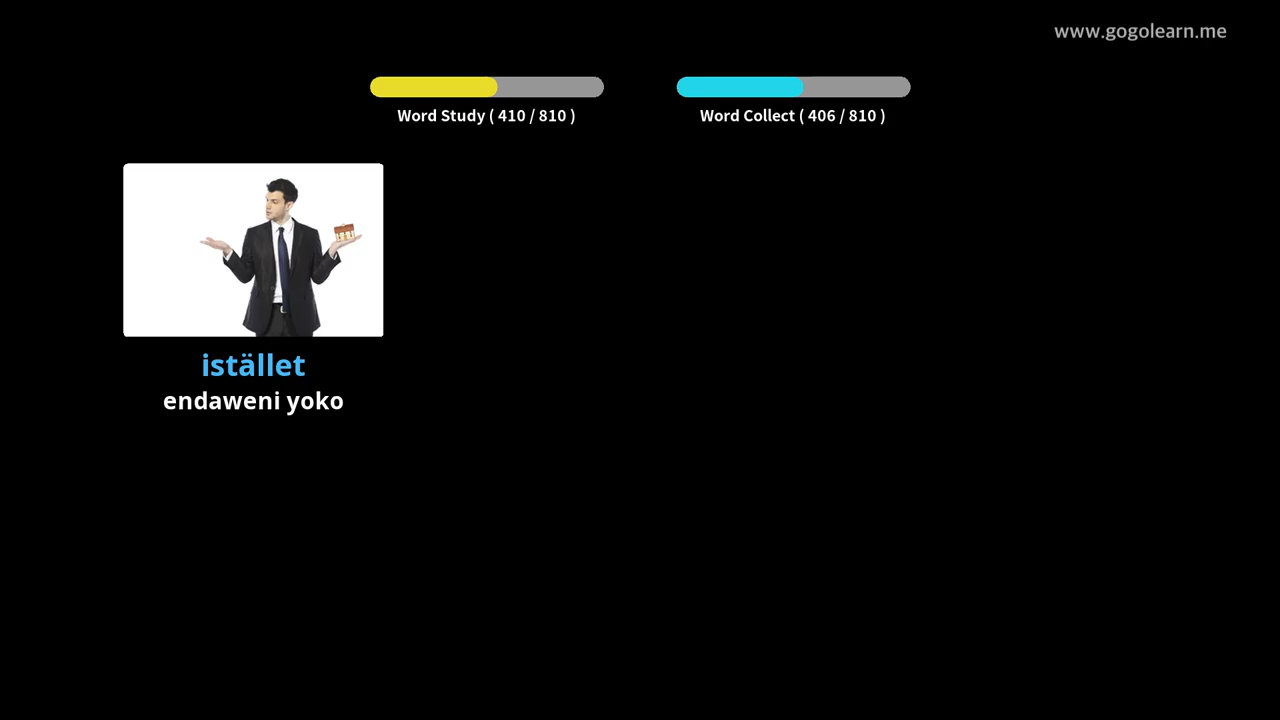 www.gogolearn.me
Word Study ( 410 / 810 )
Word Collect ( 406 / 810 )
istället
endaweni yoko